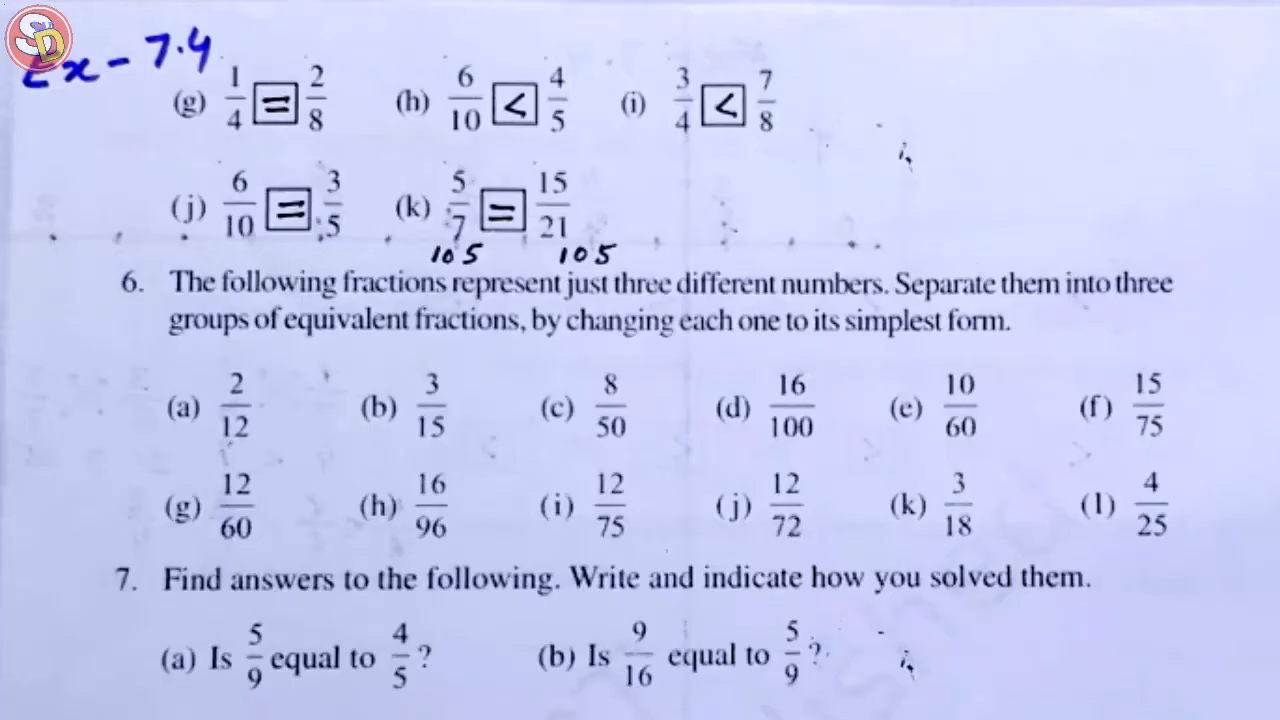 SD
Ex - 7.4
(g) 1/4 = 2/8 (h) 6/10 < 4/5 (i) 3/4 < 7/8
(j) 6/10 = 3/5 (k) 5/7 = 15/21
105 105
6. The following fractions represent just three different numbers. Separate them into three
groups of equivalent fractions, by changing each one to its simplest form.
(a) 2/12 (b) 3/15 (c) 8/50 (d) 16/100 (e) 10/60 (f) 15/75
(g) 12/60 (h) 16/96 (i) 12/75 (j) 12/72 (k) 3/18 (l) 4/25
7. Find answers to the following. Write and indicate how you solved them.
(a) Is 5/9 equal to 4/5 ? (b) Is 9/16 equal to 5/9 ?